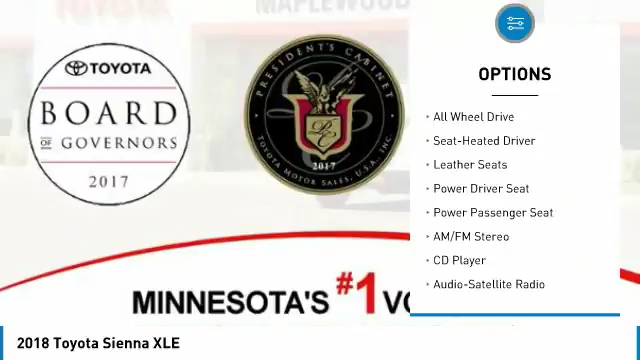 MAPLEWOOD
TOYOTA
BOARD
OF GOVERNORS
2017
PRESIDENT'S CABINET
PC
2017
TOYOTA MOTOR SALES, U.S.A., INC.
MINNESOTA'S #1
OPTIONS
All Wheel Drive
Seat-Heated Driver
Leather Seats
Power Driver Seat
Power Passenger Seat
AM/FM Stereo
CD Player
Audio-Satellite Radio
2018 Toyota Sienna XLE